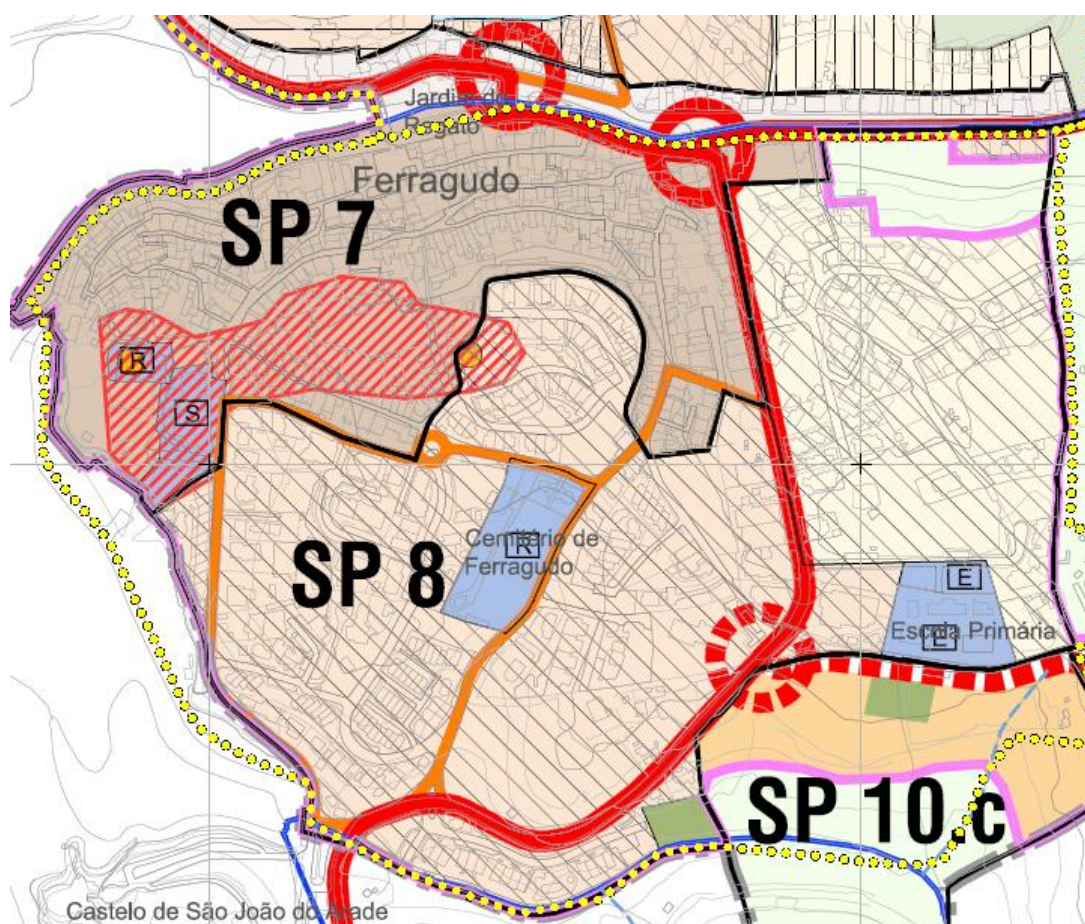 Jardim do
Regato
Ferragudo
SP 7
R
S
SP 8
Cemitério de
R
Ferragudo
E
Escola Primária
E
SP 10.c
Castelo de São João do Arade